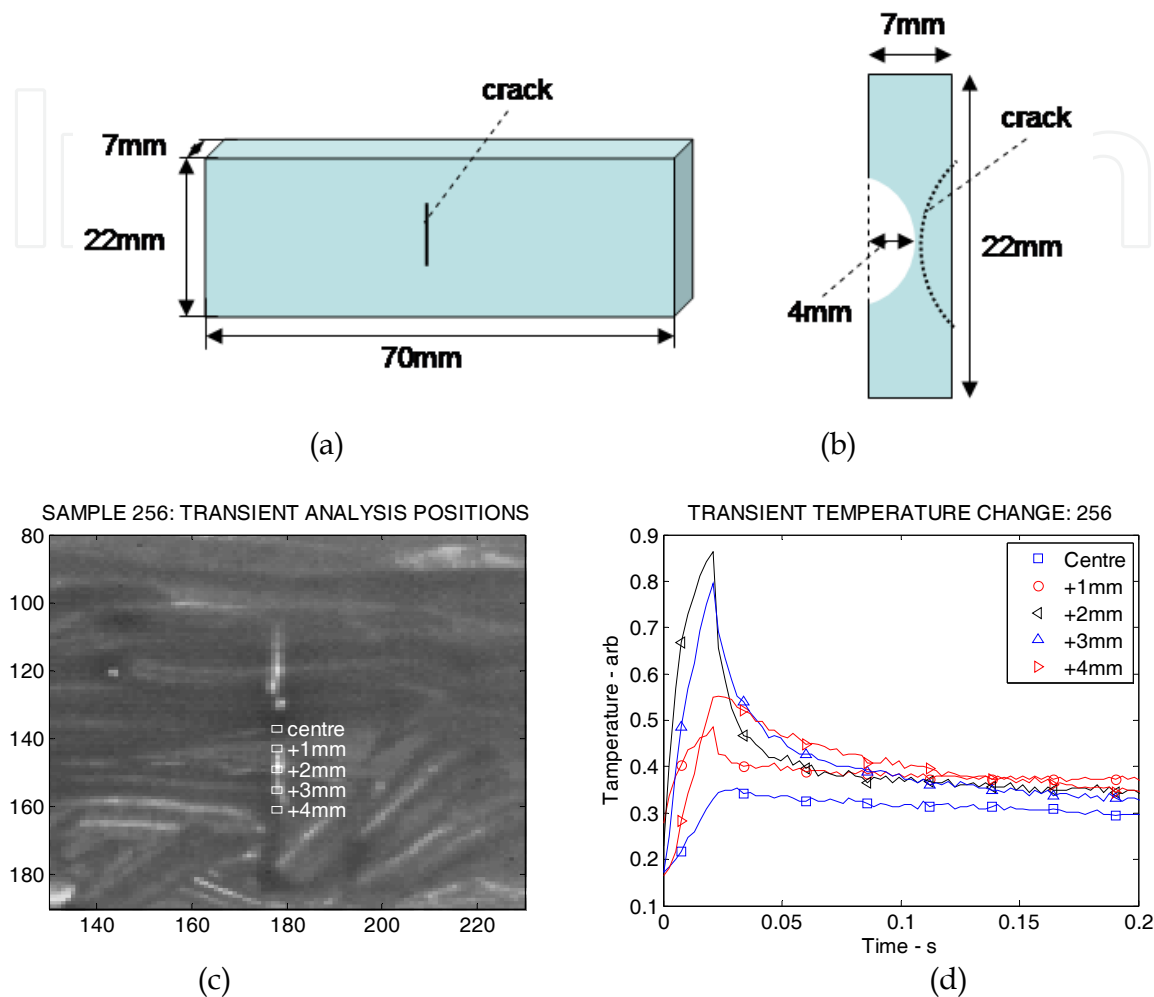 crack
7mm
22mm
70mm
(a)
7mm
crack
22mm
4mm
(b)
SAMPLE 256: TRANSIENT ANALYSIS POSITIONS
80
100
120
140
160
180
centre
+1mm
+2mm
+3mm
+4mm
140 160 180 200 220
(c)
TRANSIENT TEMPERATURE CHANGE: 256
0.9
0.8
0.7
0.6
0.5
0.4
0.3
0.2
0.1
Tamperature - arb
Centre
+1mm
+2mm
+3mm
+4mm
0 0.05 0.1 0.15 0.2
Time - s
(d)